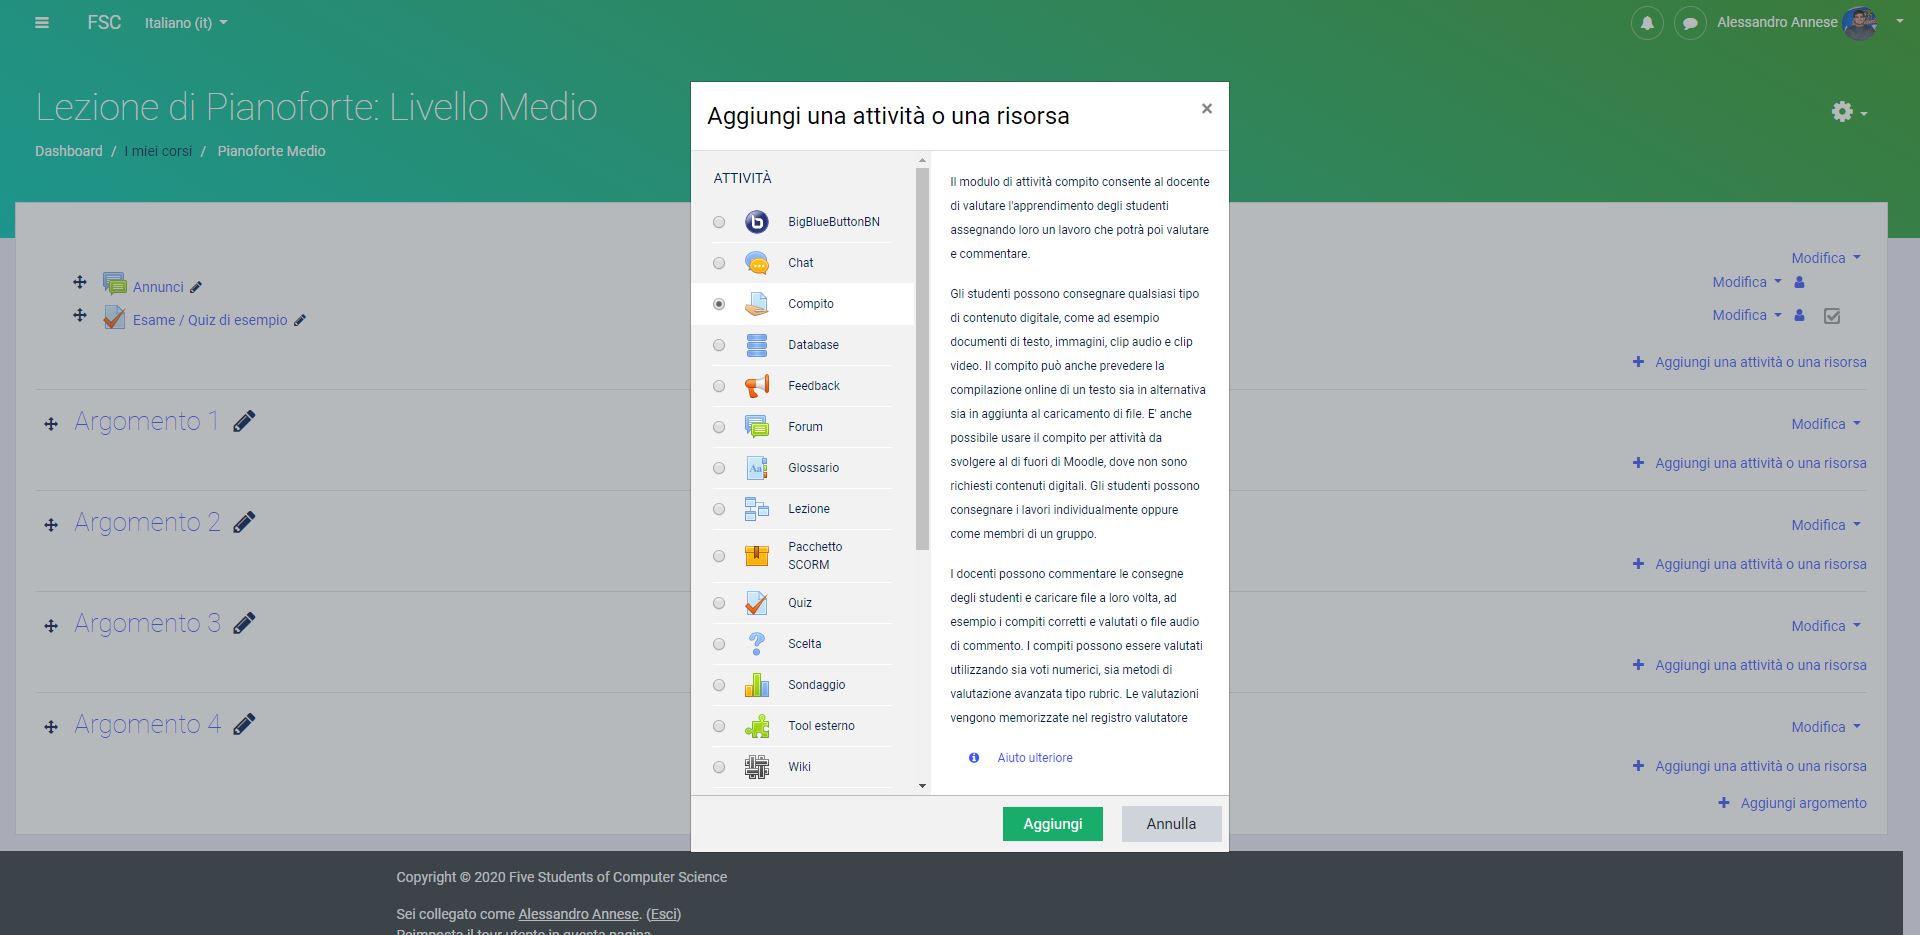 FSC
Italiano (it)
Alessandro Annese
Lezione di Pianoforte: Livello Medio
Dashboard / I miei corsi / Pianoforte Medio
Annunci
Esame / Quiz di esempio
Modifica
Modifica
Modifica
Aggiungi una attività o una risorsa
Argomento 1
Modifica
Aggiungi una attività o una risorsa
Argomento 2
Modifica
Aggiungi una attività o una risorsa
Argomento 3
Modifica
Aggiungi una attività o una risorsa
Argomento 4
Modifica
Aggiungi una attività o una risorsa
Aggiungi argomento
Aggiungi una attività o una risorsa
×
ATTIVITÀ
BigBlueButtonBN
Chat
Compito
Database
Feedback
Forum
Glossario
Lezione
Pacchetto
SCORM
Quiz
Scelta
Sondaggio
Tool esterno
Wiki
Il modulo di attività compito consente al docente
di valutare l'apprendimento degli studenti
assegnando loro un lavoro che potrà poi valutare
e commentare.
Gli studenti possono consegnare qualsiasi tipo
di contenuto digitale, come ad esempio
documenti di testo, immagini, clip audio e clip
video. Il compito può anche prevedere la
compilazione online di un testo sia in alternativa
sia in aggiunta al caricamento di file. E' anche
possibile usare il compito per attività da
svolgere al di fuori di Moodle, dove non sono
richiesti contenuti digitali. Gli studenti possono
consegnare i lavori individualmente oppure
come membri di un gruppo.
I docenti possono commentare le consegne
degli studenti e caricare file a loro volta, ad
esempio i compiti corretti e valutati o file audio
di commento. I compiti possono essere valutati
utilizzando sia voti numerici, sia metodi di
valutazione avanzata tipo rubric. Le valutazioni
vengono memorizzate nel registro valutatore
Aiuto ulteriore
Aggiungi
Annulla
Copyright © 2020 Five Students of Computer Science
Sei collegato come Alessandro Annese. (Esci)
Reimposta il tour utente in questa pagina